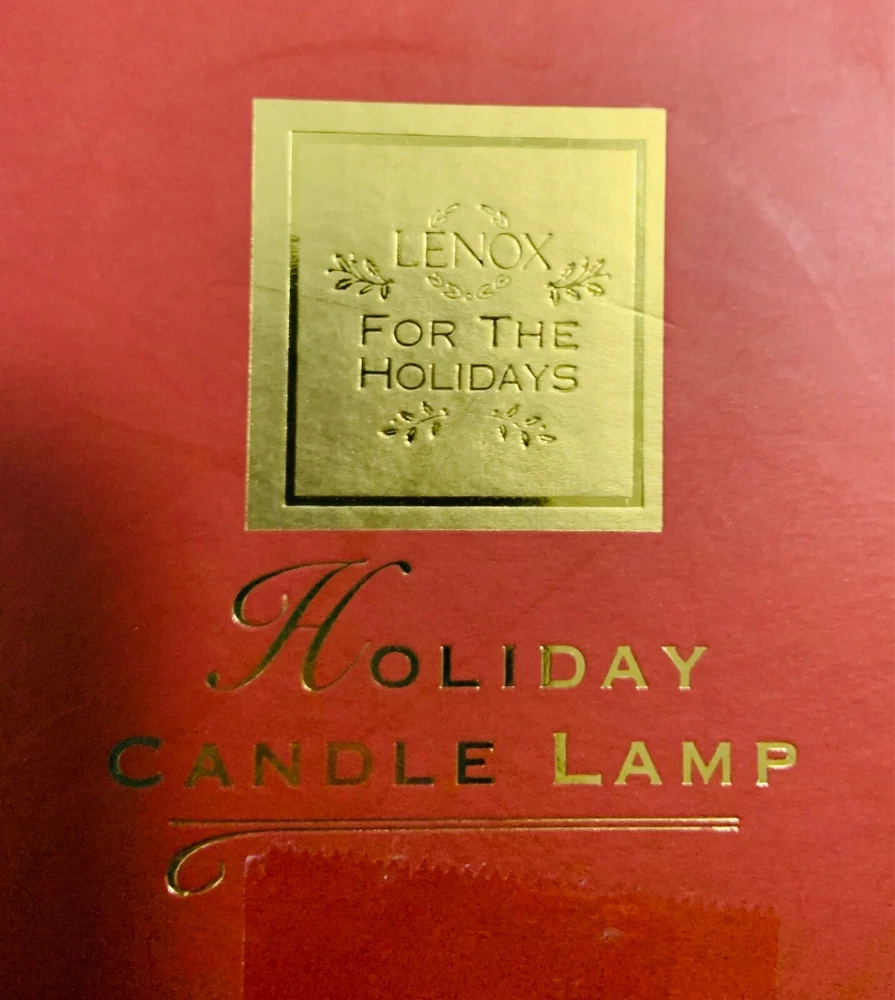 LENOX
FOR THE
HOLIDAYS
HOLIDAY
CANDLE LAMP